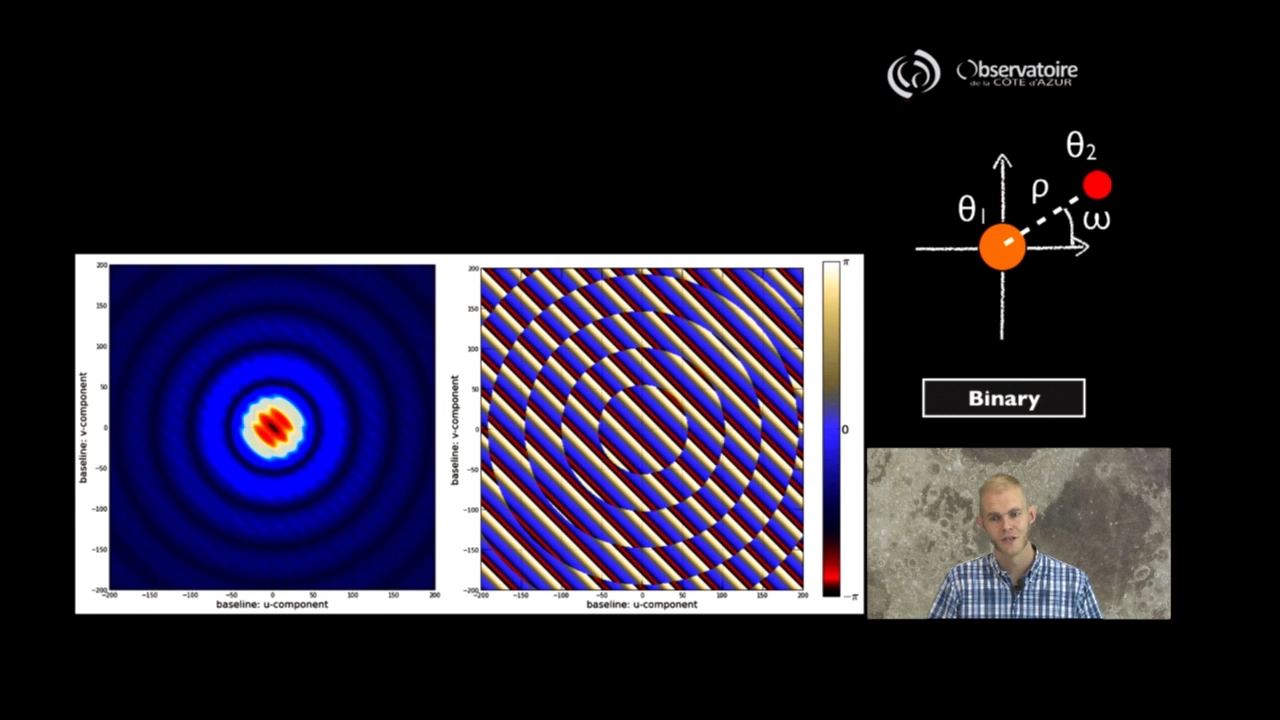 Observatoire
de la CÔTE d'AZUR
θ₂
ρ
θ₁
ω
Binary
200
150
100
50
0
−50
−100
−150
−200
−200
−150
−100
−50
0
50
100
150
200
baseline: v-component
baseline: u-component
200
150
100
50
0
−50
−100
−150
−200
−200
−150
−100
−50
0
50
100
150
200
baseline: v-component
baseline: u-component
π
0
−π